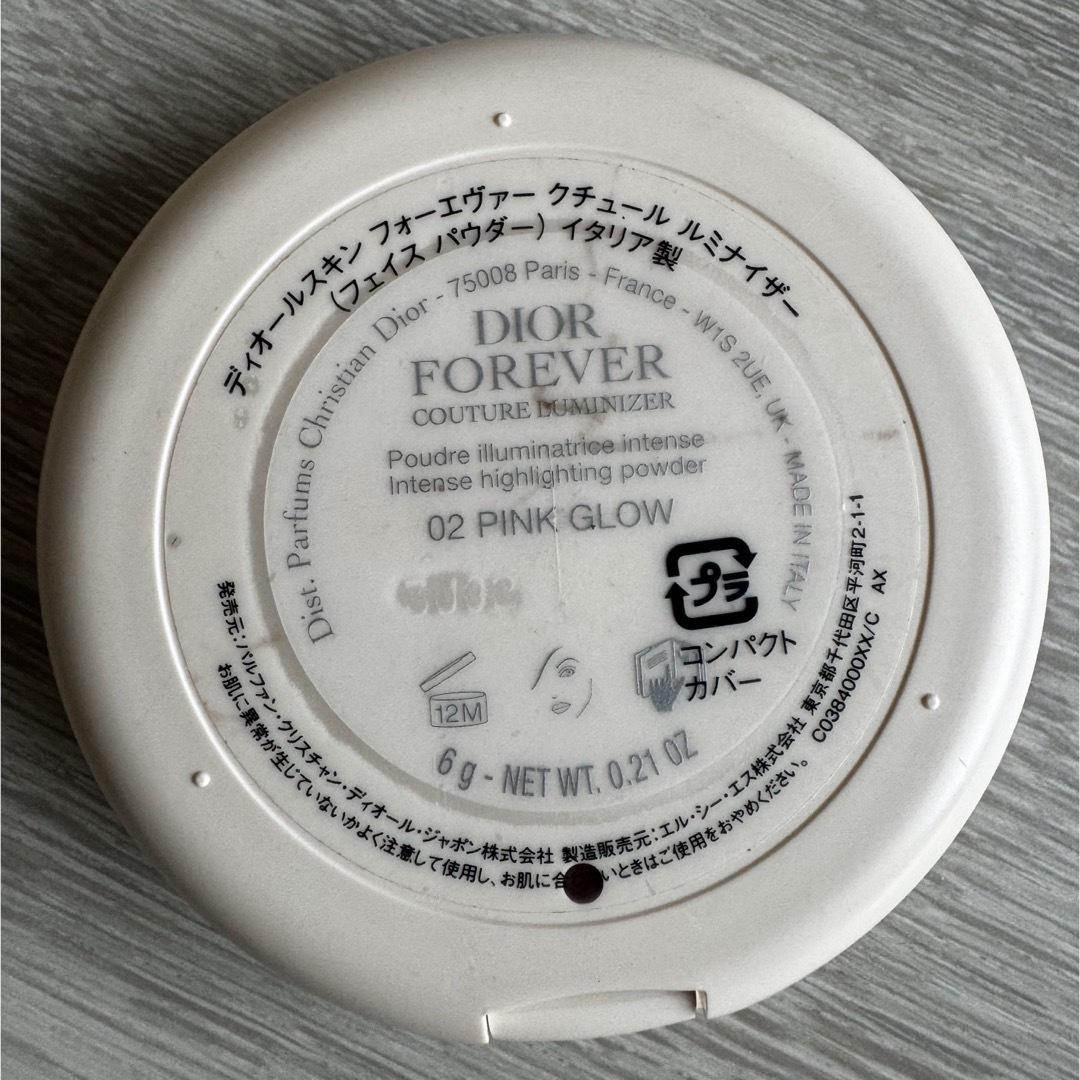 ディオールスキン フォーエヴァー クチュール ルミナイザー
(フェイス パウダー) イタリア製
Dist. Parfums Christian Dior - 75008 Paris - France - W1S 2UE, UK - MADE IN ITALY
DIOR
FOREVER
COUTURE LUMINIZER
Poudre illuminatrice intense
Intense highlighting powder
02 PINK GLOW
プラ
コンパクト
カバー
12M
6 g - NET WT. 0.21 OZ
発売元:パルファン・クリスチャン・ディオール・ジャポン株式会社 製造販売元:エル・シー・エス株式会社 東京都千代田区平河町2-1-1
お肌に異常が生じていないかよく注意して使用し、お肌に合 いときはご使用をおやめください。 C0384000XX/C AX